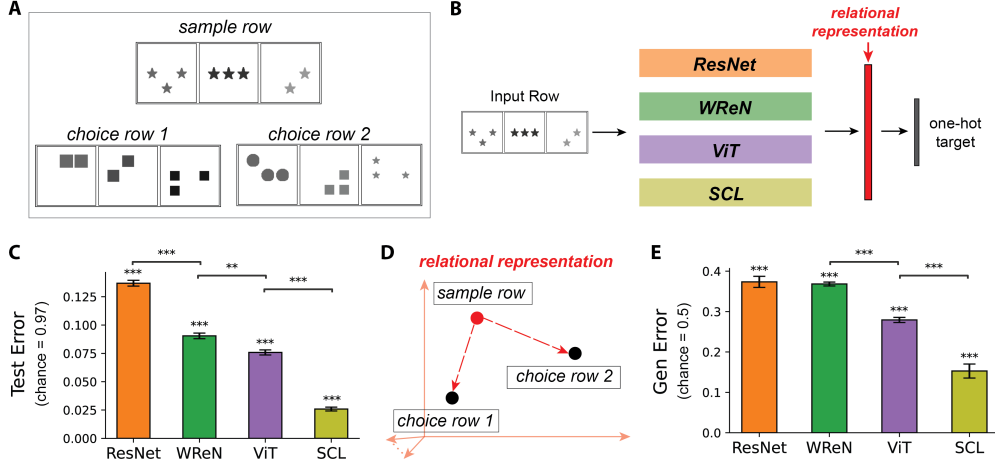 A
sample row
choice row 1
choice row 2
B
Input Row
ResNet
WReN
ViT
SCL
relational
representation
one-hot
target
C
Test Error
(chance = 0.97)
0.125
0.100
0.075
0.050
0.025
0.000
***
***
***
***
***
**
***
ResNet
WReN
ViT
SCL
D
relational representation
sample row
choice row 2
choice row 1
E
Gen Error
(chance = 0.5)
0.4
0.3
0.2
0.1
0.0
***
***
***
***
***
***
ResNet
WReN
ViT
SCL